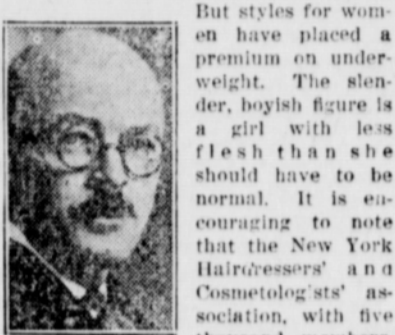 But styles for wom-
en have placed a
premium on under-
weight. The slen-
der, boyish figure is
a girl with less
flesh than she
should have to be
normal. It is en-
couraging to note
that the New York
Hairdressers' and
Cosmetologists' as-
sociation, with five